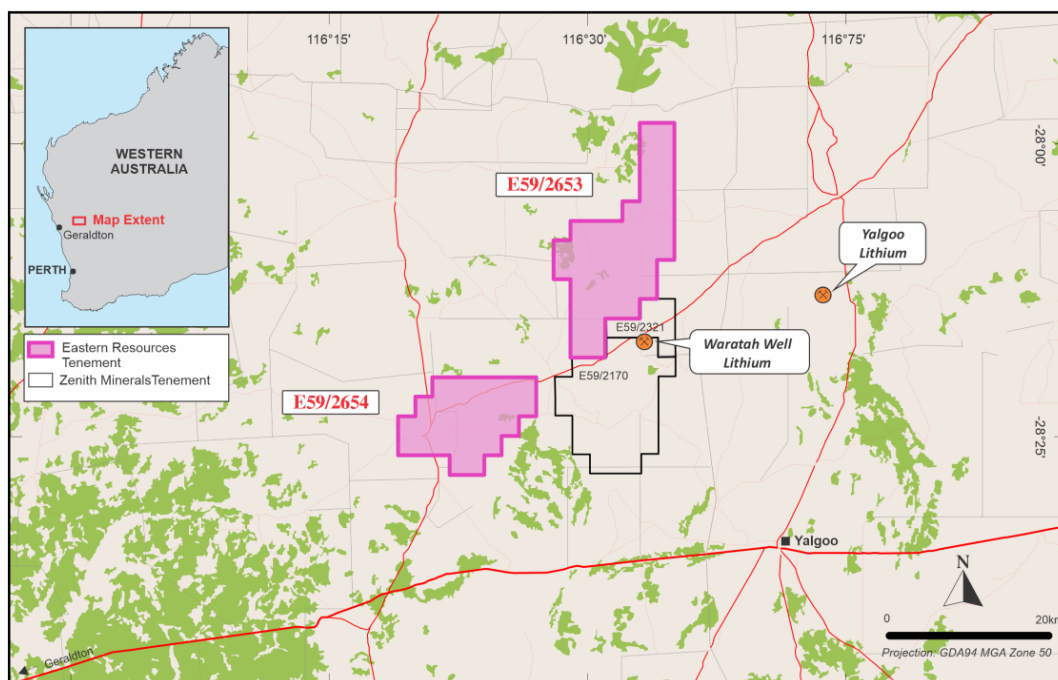 116°15'
116°30'
116°75'
WESTERN
AUSTRALIA
Map Extent
Geraldton
PERTH
-28°00'
E59/2653
Yalgoo
Lithium
E59/2321
Waratah Well
Lithium
E59/2170
Eastern Resources
Tenement
Zenith MineralsTenement
E59/2654
-28°25'
Yalgoo
N
0
20km
Projection: GDA94 MGA Zone 50
Geraldton